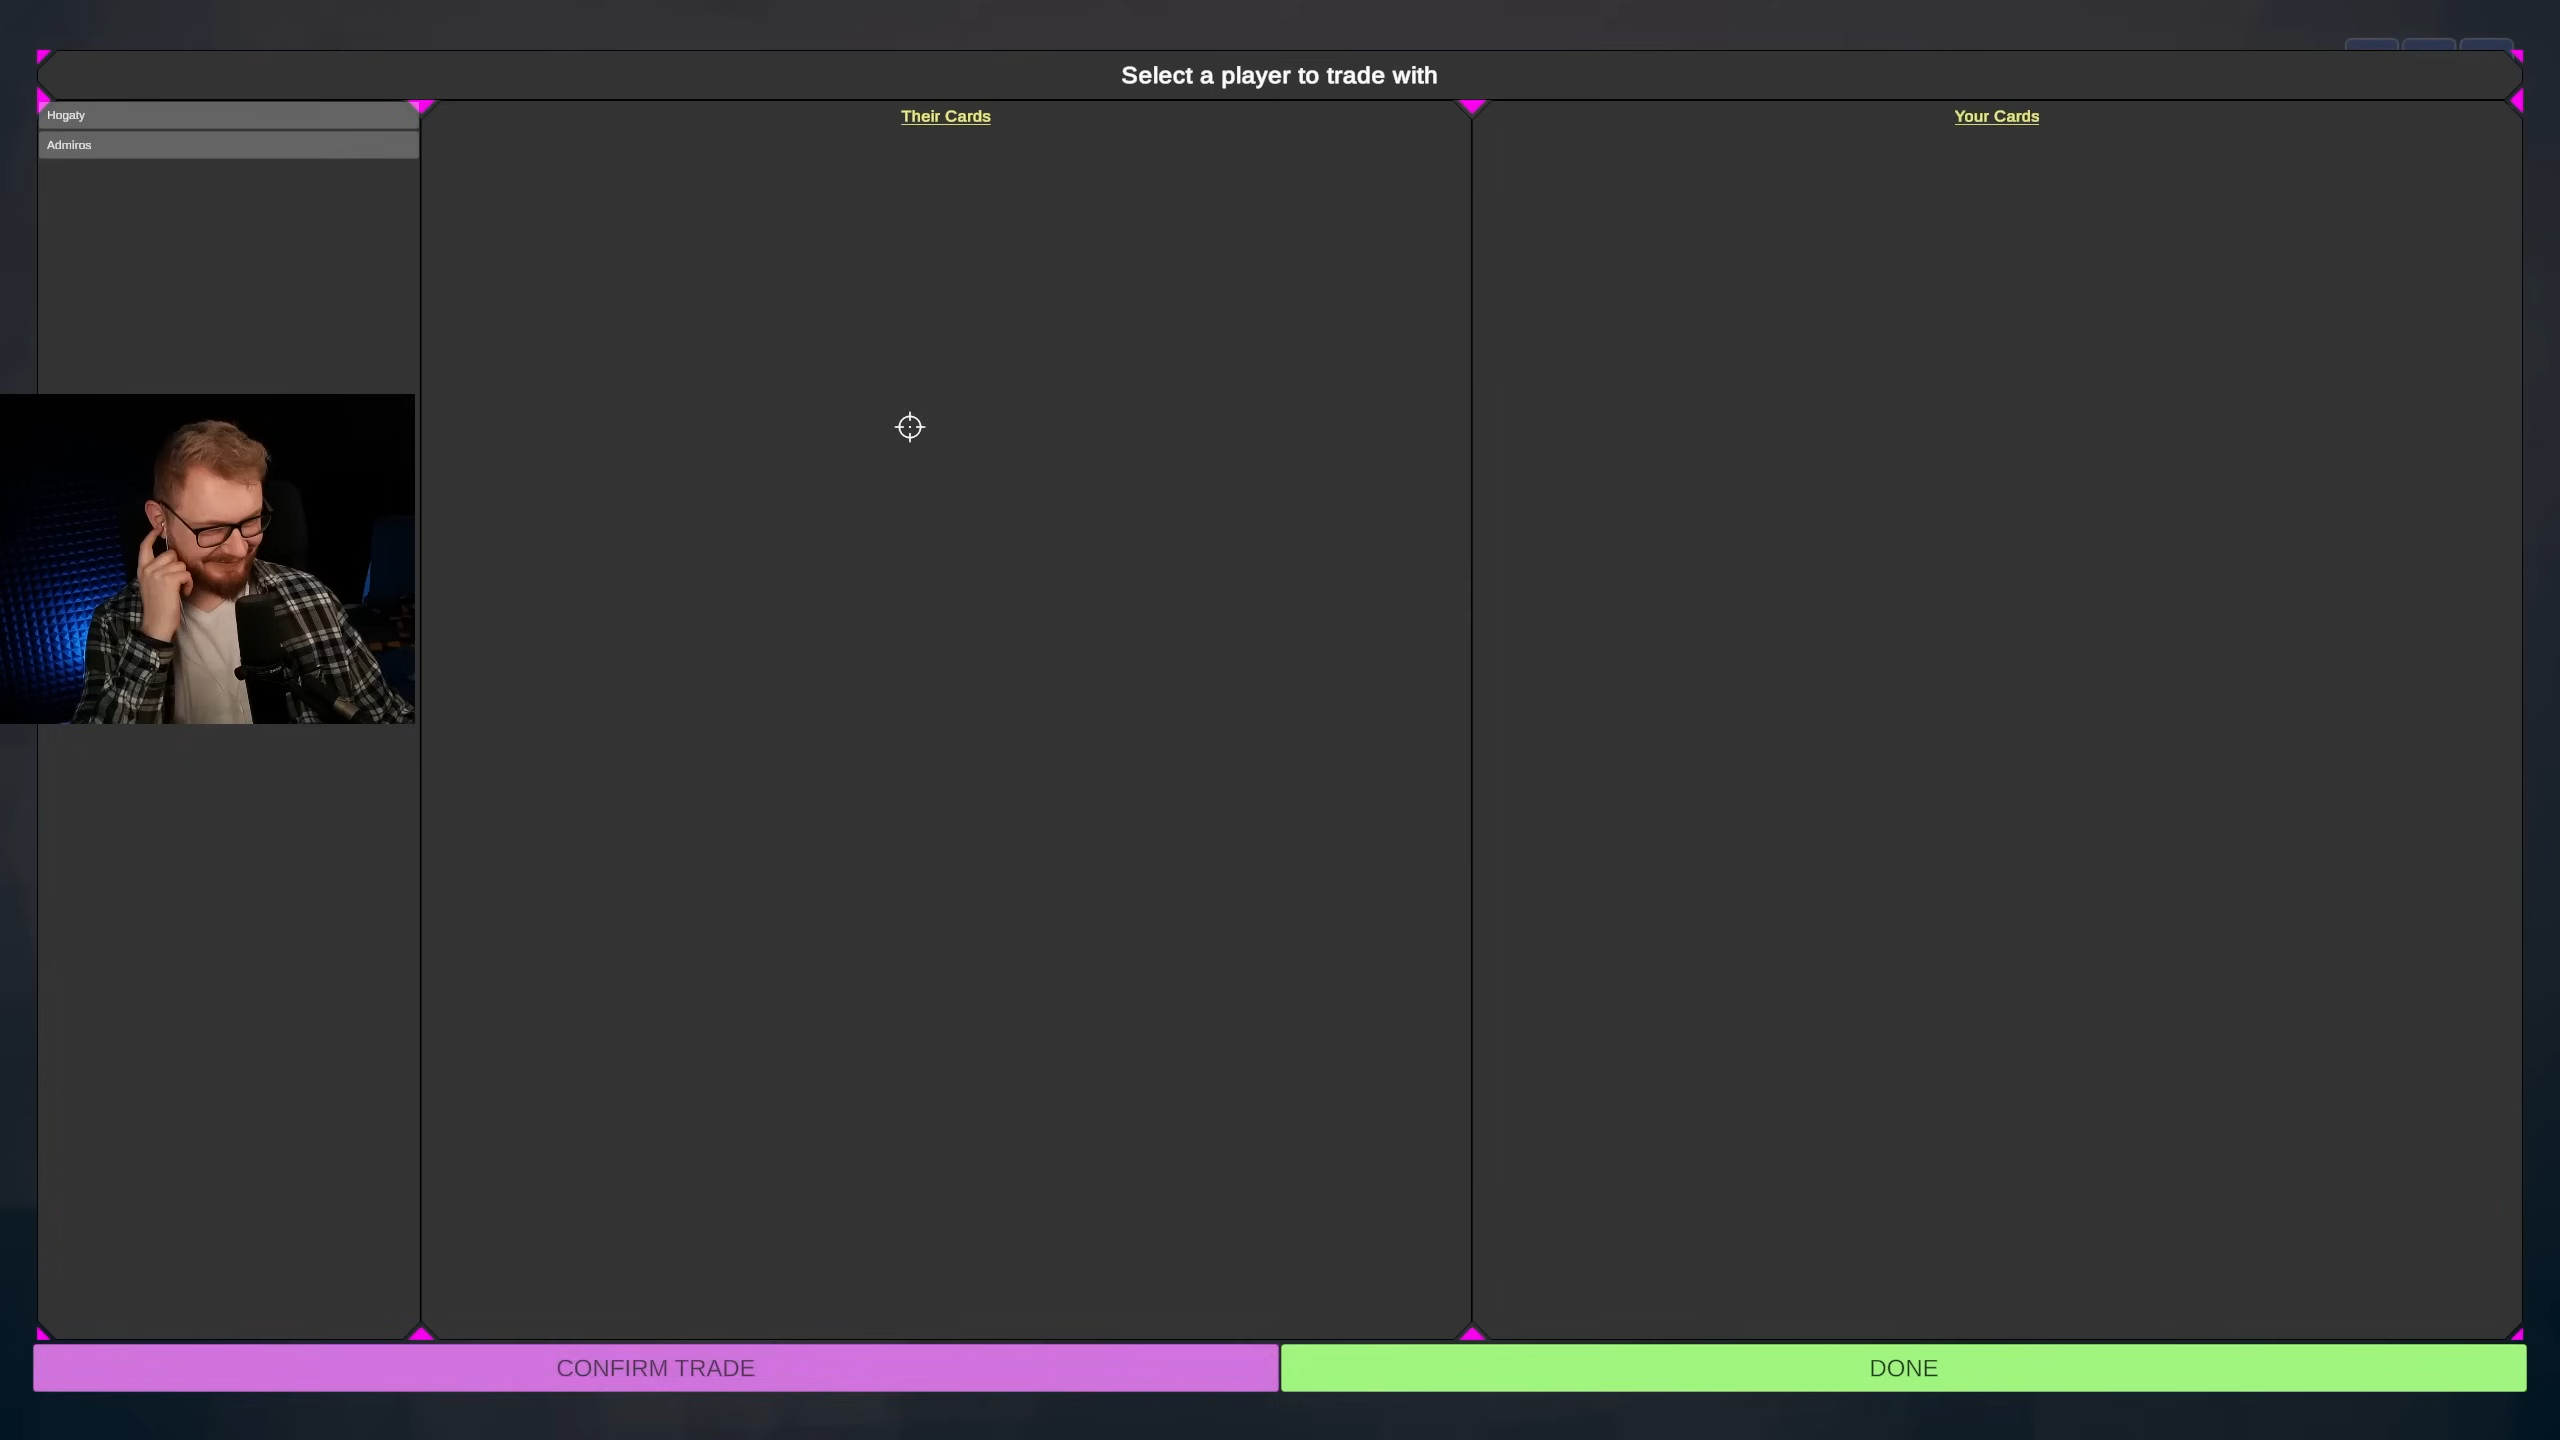 Select a player to trade with
Hogaty
Admiros
Their Cards
Your Cards
CONFIRM TRADE
DONE